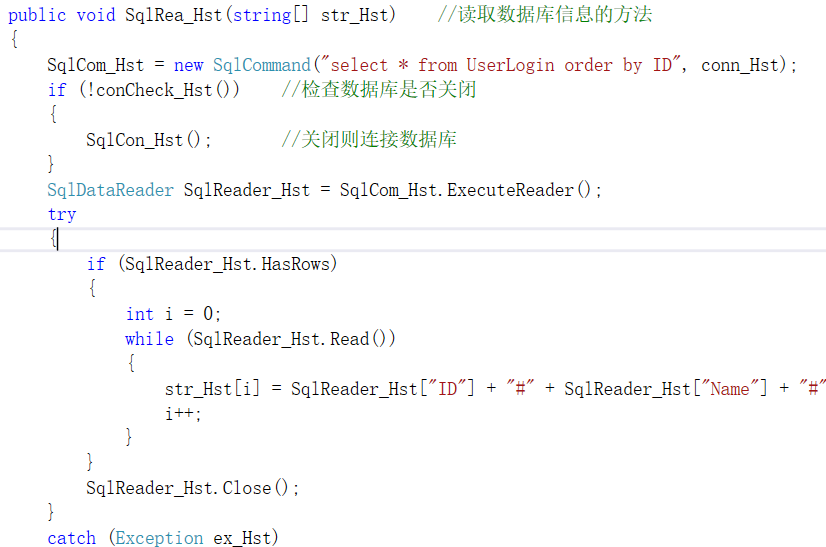 public void SqlRea_Hst(string[] str_Hst)    //读取数据库信息的方法
{
    SqlCom_Hst = new SqlCommand("select * from UserLogin order by ID", conn_Hst);
    if (!conCheck_Hst())    //检查数据库是否关闭
    {
        SqlCon_Hst();       //关闭则连接数据库
    }
    SqlDataReader SqlReader_Hst = SqlCom_Hst.ExecuteReader();
    try
    {
        if (SqlReader_Hst.HasRows)
        {
            int i = 0;
            while (SqlReader_Hst.Read())
            {
                str_Hst[i] = SqlReader_Hst["ID"] + "#" + SqlReader_Hst["Name"] + "#"
                i++;
            }
        }
        SqlReader_Hst.Close();
    }
    catch (Exception ex_Hst)